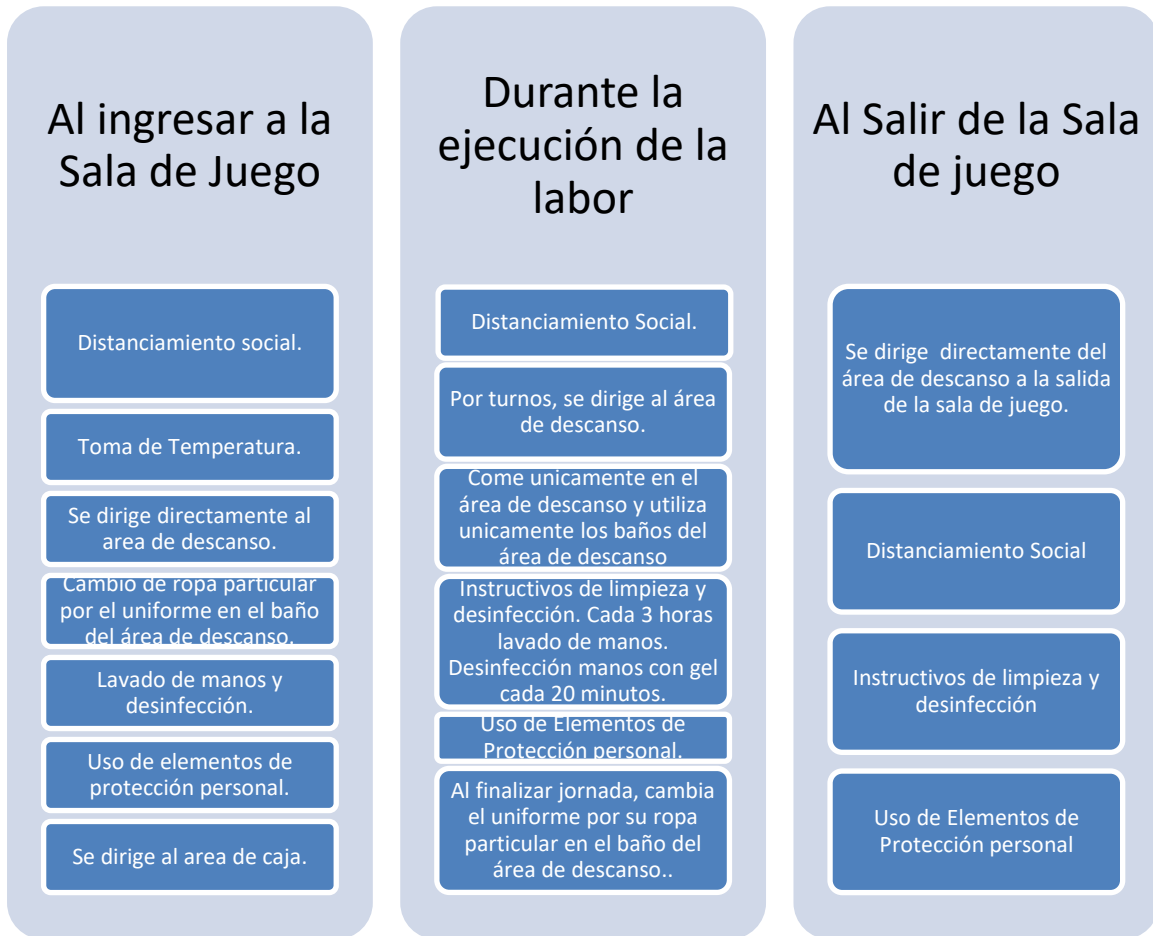 Al ingresar a la
Sala de Juego
Distanciamiento social.
Toma de Temperatura.
Se dirige directamente al
area de descanso.
Cambio de ropa particular
por el uniforme en el baño
del área de descanso.
Lavado de manos y
desinfección.
Uso de elementos de
protección personal.
Se dirige al area de caja.
Durante la
ejecución de la
labor
Distanciamiento Social.
Por turnos, se dirige al área
de descanso.
Come unicamente en el
área de descanso y utiliza
unicamente los baños del
área de descanso
Instructivos de limpieza y
desinfección. Cada 3 horas
lavado de manos.
Desinfección manos con gel
cada 20 minutos.
Uso de Elementos de
Protección personal.
Al finalizar jornada, cambia
el uniforme por su ropa
particular en el baño del
área de descanso..
Al Salir de la Sala
de juego
Se dirige  directamente del
área de descanso a la salida
de la sala de juego.
Distanciamiento Social
Instructivos de limpieza y
desinfección
Uso de Elementos de
Protección personal